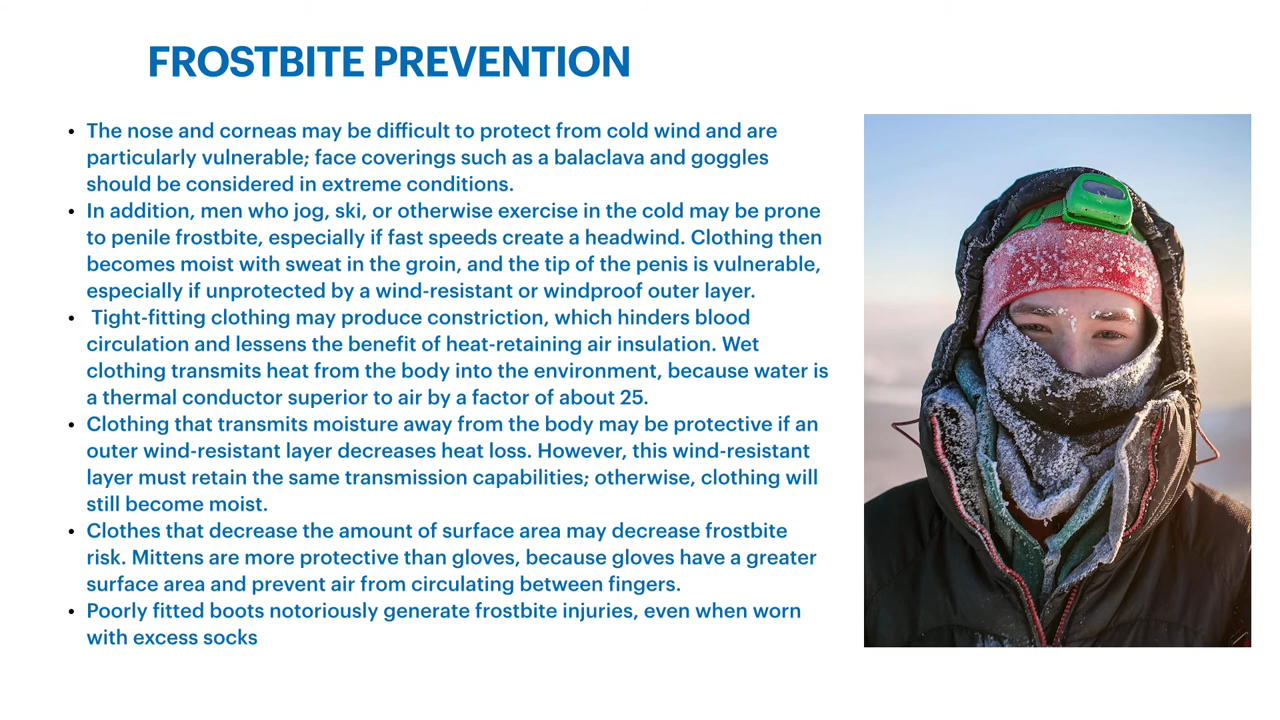 FROSTBITE PREVENTION
• The nose and corneas may be difficult to protect from cold wind and are
particularly vulnerable; face coverings such as a balaclava and goggles
should be considered in extreme conditions.
• In addition, men who jog, ski, or otherwise exercise in the cold may be prone
to penile frostbite, especially if fast speeds create a headwind. Clothing then
becomes moist with sweat in the groin, and the tip of the penis is vulnerable,
especially if unprotected by a wind-resistant or windproof outer layer.
• Tight-fitting clothing may produce constriction, which hinders blood
circulation and lessens the benefit of heat-retaining air insulation. Wet
clothing transmits heat from the body into the environment, because water is
a thermal conductor superior to air by a factor of about 25.
• Clothing that transmits moisture away from the body may be protective if an
outer wind-resistant layer decreases heat loss. However, this wind-resistant
layer must retain the same transmission capabilities; otherwise, clothing will
still become moist.
• Clothes that decrease the amount of surface area may decrease frostbite
risk. Mittens are more protective than gloves, because gloves have a greater
surface area and prevent air from circulating between fingers.
• Poorly fitted boots notoriously generate frostbite injuries, even when worn
with excess socks